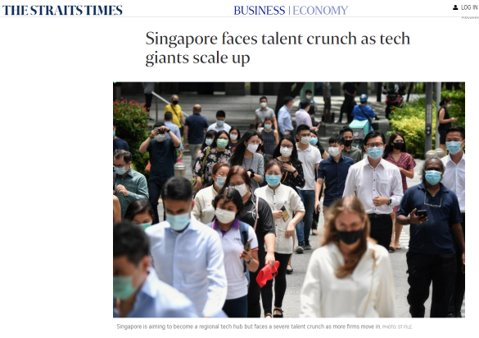 THE STRAITS TIMES
BUSINESS | ECONOMY
LOG IN
Singapore faces talent crunch as tech
giants scale up
Singapore is aiming to become a regional tech hub but faces a severe talent crunch as more firms move in. PHOTO: ST FILE